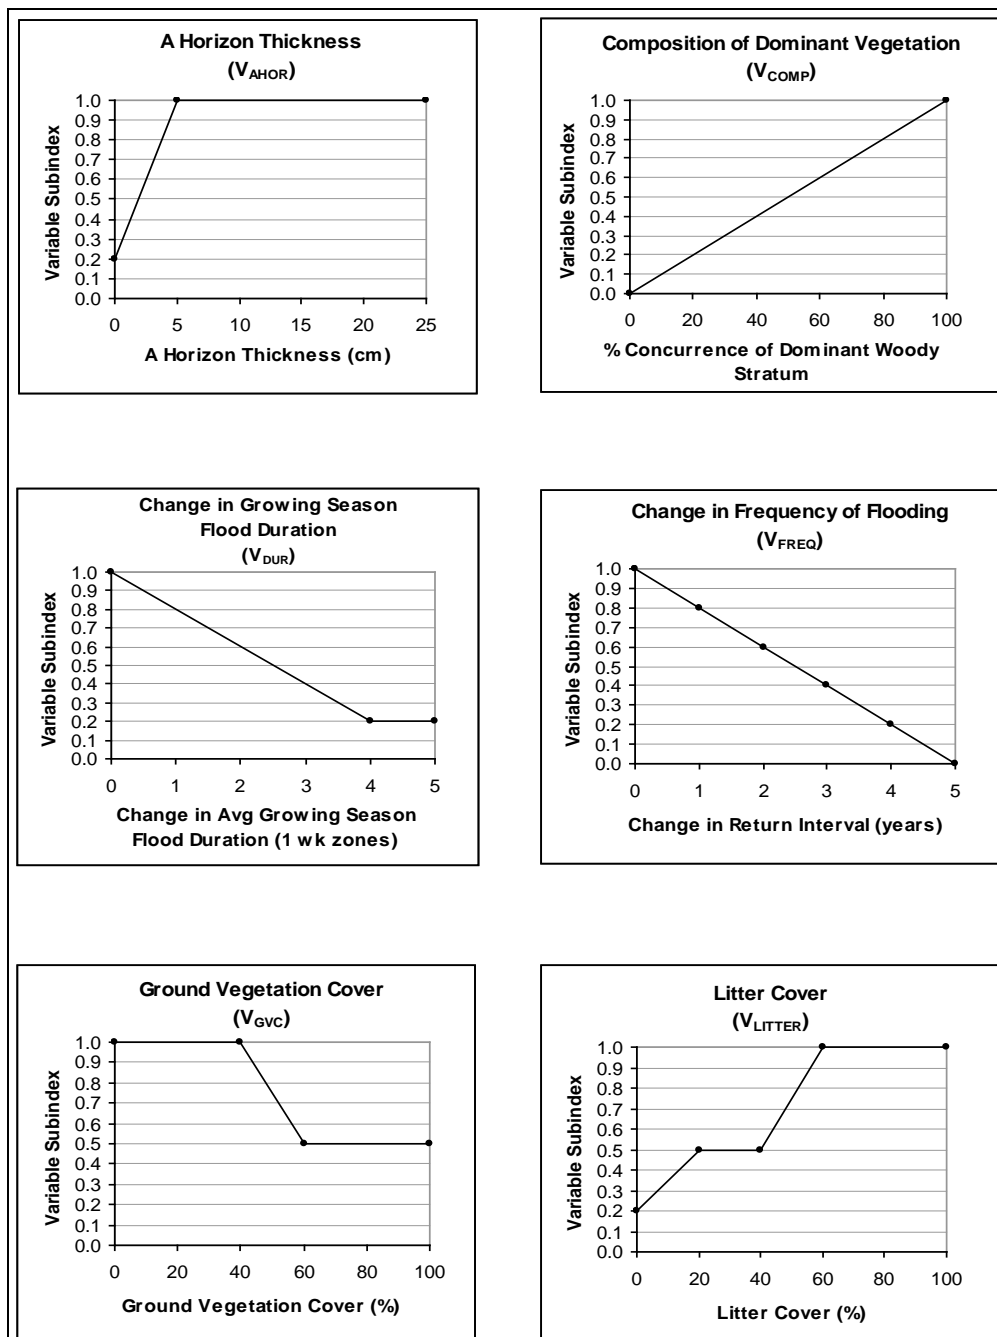 A Horizon Thickness
(VAHOR)
Variable Subindex
1.0
0.9
0.8
0.7
0.6
0.5
0.4
0.3
0.2
0.1
0.0
0 5 10 15 20 25
A Horizon Thickness (cm)
Composition of Dominant Vegetation
(VCOMP)
Variable Subindex
1.0
0.9
0.8
0.7
0.6
0.5
0.4
0.3
0.2
0.1
0.0
0 20 40 60 80 100
% Concurrence of Dominant Woody
Stratum
Change in Growing Season
Flood Duration
(VDUR)
Variable Subindex
1.0
0.9
0.8
0.7
0.6
0.5
0.4
0.3
0.2
0.1
0.0
0 1 2 3 4 5
Change in Avg Growing Season
Flood Duration (1 wk zones)
Change in Frequency of Flooding
(VFREQ)
Variable Subindex
1.0
0.9
0.8
0.7
0.6
0.5
0.4
0.3
0.2
0.1
0.0
0 1 2 3 4 5
Change in Return Interval (years)
Ground Vegetation Cover
(VGVC)
Variable Subindex
1.0
0.9
0.8
0.7
0.6
0.5
0.4
0.3
0.2
0.1
0.0
0 20 40 60 80 100
Ground Vegetation Cover (%)
Litter Cover
(VLITTER)
Variable Subindex
1.0
0.9
0.8
0.7
0.6
0.5
0.4
0.3
0.2
0.1
0.0
0 20 40 60 80 100
Litter Cover (%)